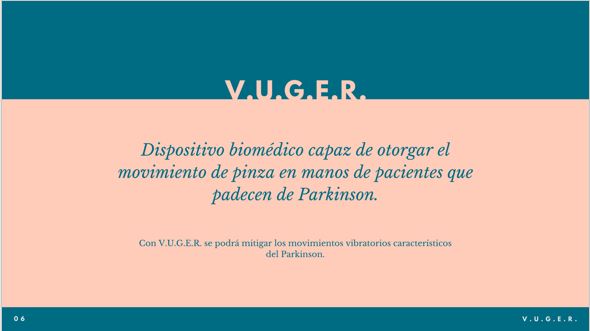 V.U.G.E.R.
Dispositivo biomédico capaz de otorgar el
movimiento de pinza en manos de pacientes que
padecen de Parkinson.
Con V.U.G.E.R. se podrá mitigar los movimientos vibratorios característicos
del Parkinson.
06
V.U.G.E.R.